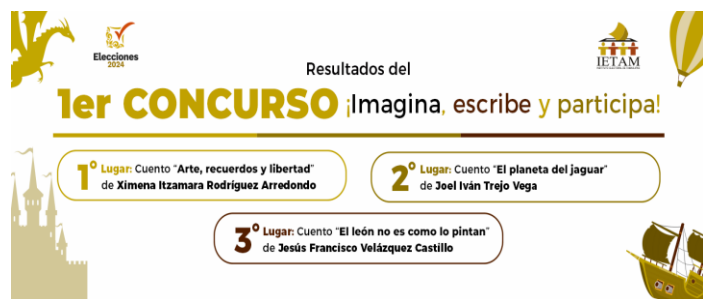 Elecciones
2024
IETAM
Resultados del
1er CONCURSO ¡Imagina, escribe y participa!
1° Lugar: Cuento "Arte, recuerdos y libertad"
de Ximena Itzamara Rodríguez Arredondo
2° Lugar: Cuento "El planeta del jaguar"
de Joel Iván Trejo Vega
3° Lugar: Cuento "El león no es como lo pintan"
de Jesús Francisco Velázquez Castillo